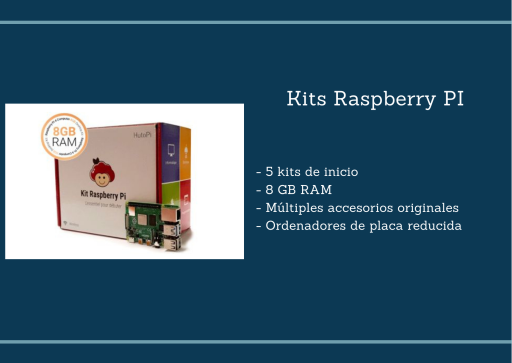 Kits Raspberry PI
8GB
RAM
HutoPi
Kit Raspberry Pi
- 5 kits de inicio
- 8 GB RAM
- Múltiples accesorios originales
- Ordenadores de placa reducida